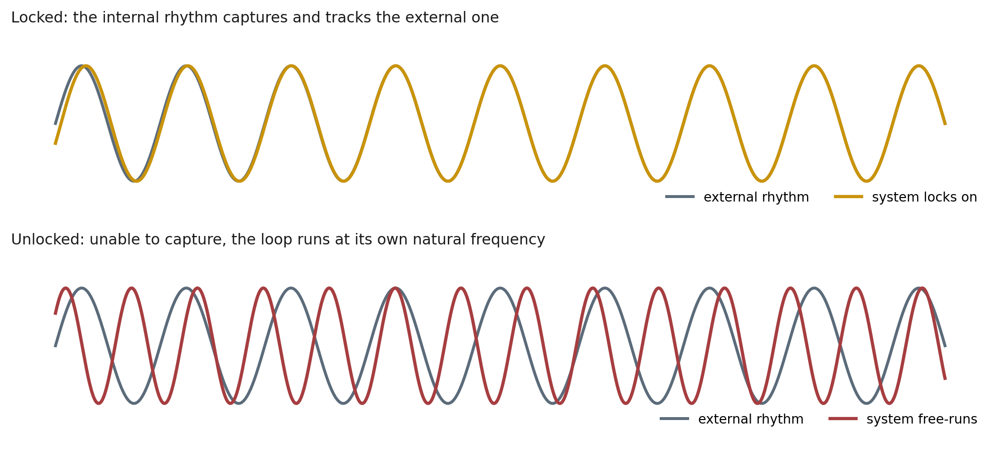 Locked: the internal rhythm captures and tracks the external one
external rhythm system locks on
Unlocked: unable to capture, the loop runs at its own natural frequency
external rhythm system free-runs